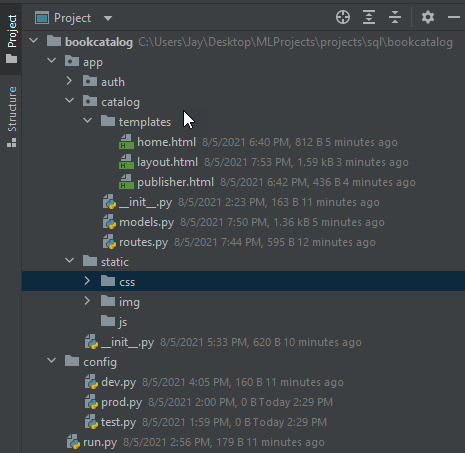 Project
Project
Structure
bookcatalog C:\Users\Jay\Desktop\MLProjects\projects\sql\bookcatalog
app
auth
catalog
templates
home.html 8/5/2021 6:40 PM, 812 B 5 minutes ago
layout.html 8/5/2021 7:53 PM, 1.59 kB 3 minutes ago
publisher.html 8/5/2021 6:42 PM, 436 B 4 minutes ago
__init__.py 8/5/2021 2:23 PM, 163 B 11 minutes ago
models.py 8/5/2021 7:50 PM, 1.36 kB 5 minutes ago
routes.py 8/5/2021 7:44 PM, 595 B 12 minutes ago
static
css
img
js
__init__.py 8/5/2021 5:33 PM, 620 B 10 minutes ago
config
dev.py 8/5/2021 4:05 PM, 160 B 11 minutes ago
prod.py 8/5/2021 2:00 PM, 0 B Today 2:29 PM
test.py 8/5/2021 1:59 PM, 0 B Today 2:29 PM
run.py 8/5/2021 2:56 PM, 179 B 11 minutes ago